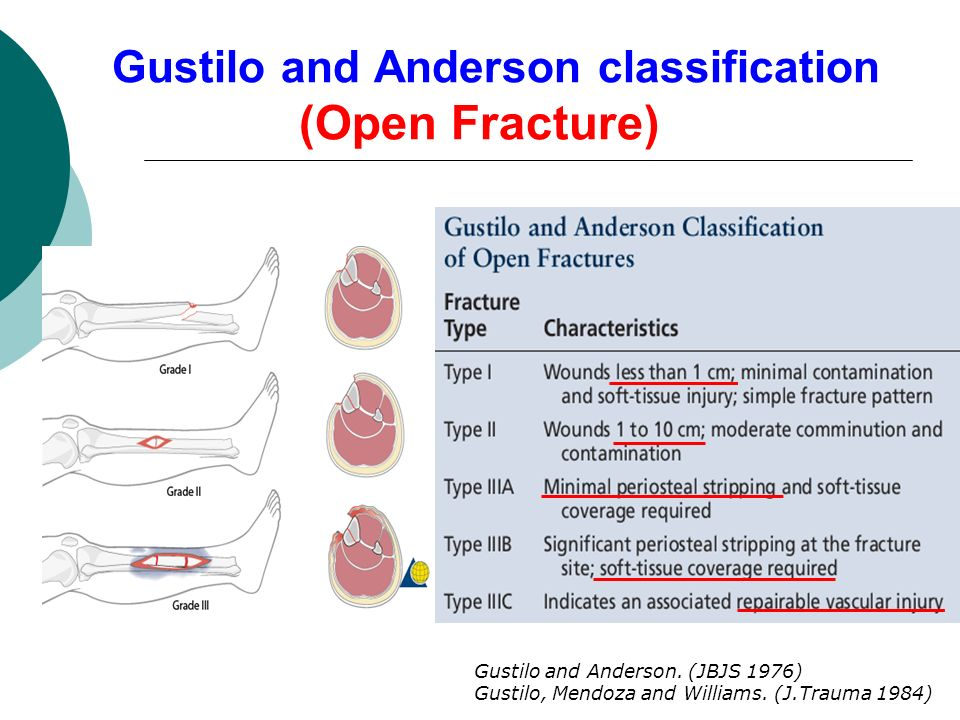 Gustilo and Anderson classification
(Open Fracture)
Grade I
Grade II
Grade III
Gustilo and Anderson Classification
of Open Fractures
Fracture
Type Characteristics
Type I Wounds less than 1 cm; minimal contamination
and soft-tissue injury; simple fracture pattern
Type II Wounds 1 to 10 cm; moderate comminution and
contamination
Type IIIA Minimal periosteal stripping and soft-tissue
coverage required
Type IIIB Significant periosteal stripping at the fracture
site; soft-tissue coverage required
Type IIIC Indicates an associated repairable vascular injury
Gustilo and Anderson. (JBJS 1976)
Gustilo, Mendoza and Williams. (J.Trauma 1984)